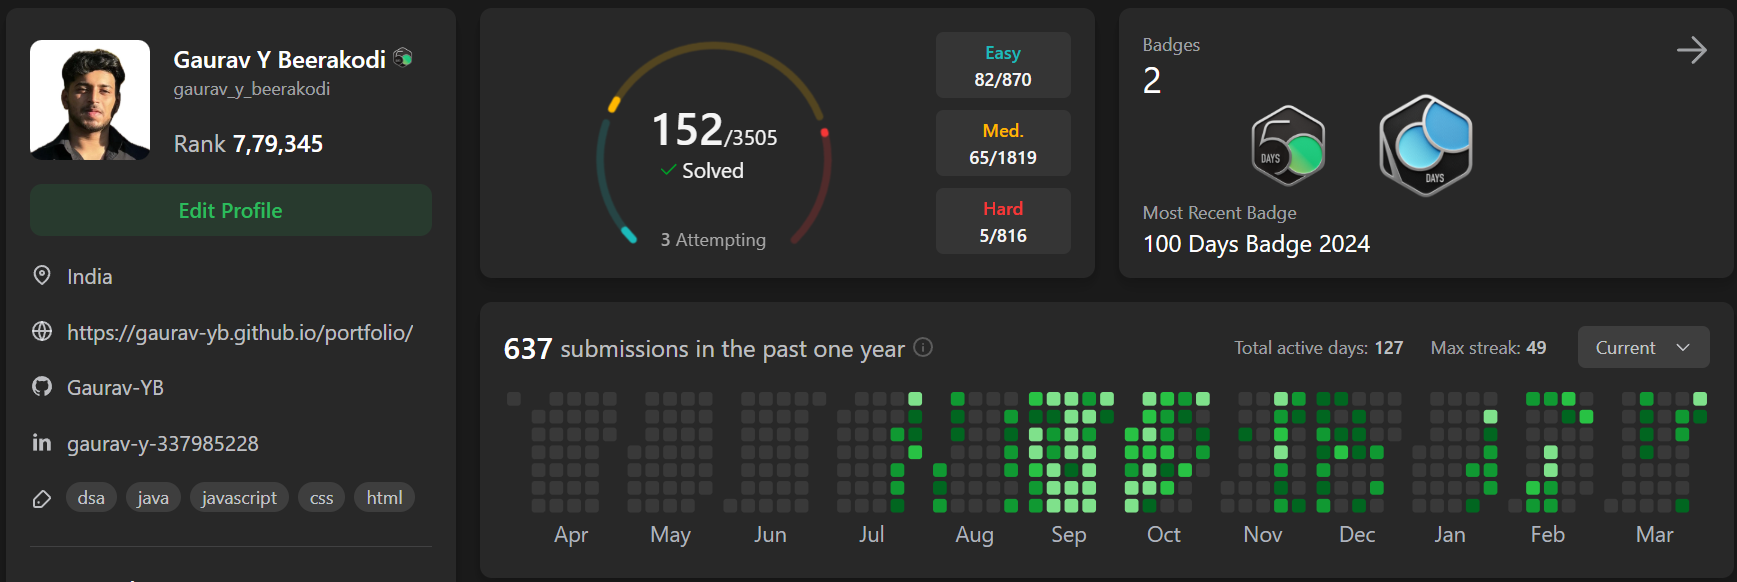 Gaurav Y Beerakodi
gaurav_y_beerakodi
Rank 7,79,345
Edit Profile
India
https://gaurav-yb.github.io/portfolio/
Gaurav-YB
gaurav-y-337985228
dsa java javascript css html
152/3505
Solved
3 Attempting
Easy
82/870
Med.
65/1819
Hard
5/816
Badges
2
50
DAYS
DAYS
Most Recent Badge
100 Days Badge 2024
637 submissions in the past one year
Total active days: 127 Max streak: 49 Current
Apr May Jun Jul Aug Sep Oct Nov Dec Jan Feb Mar